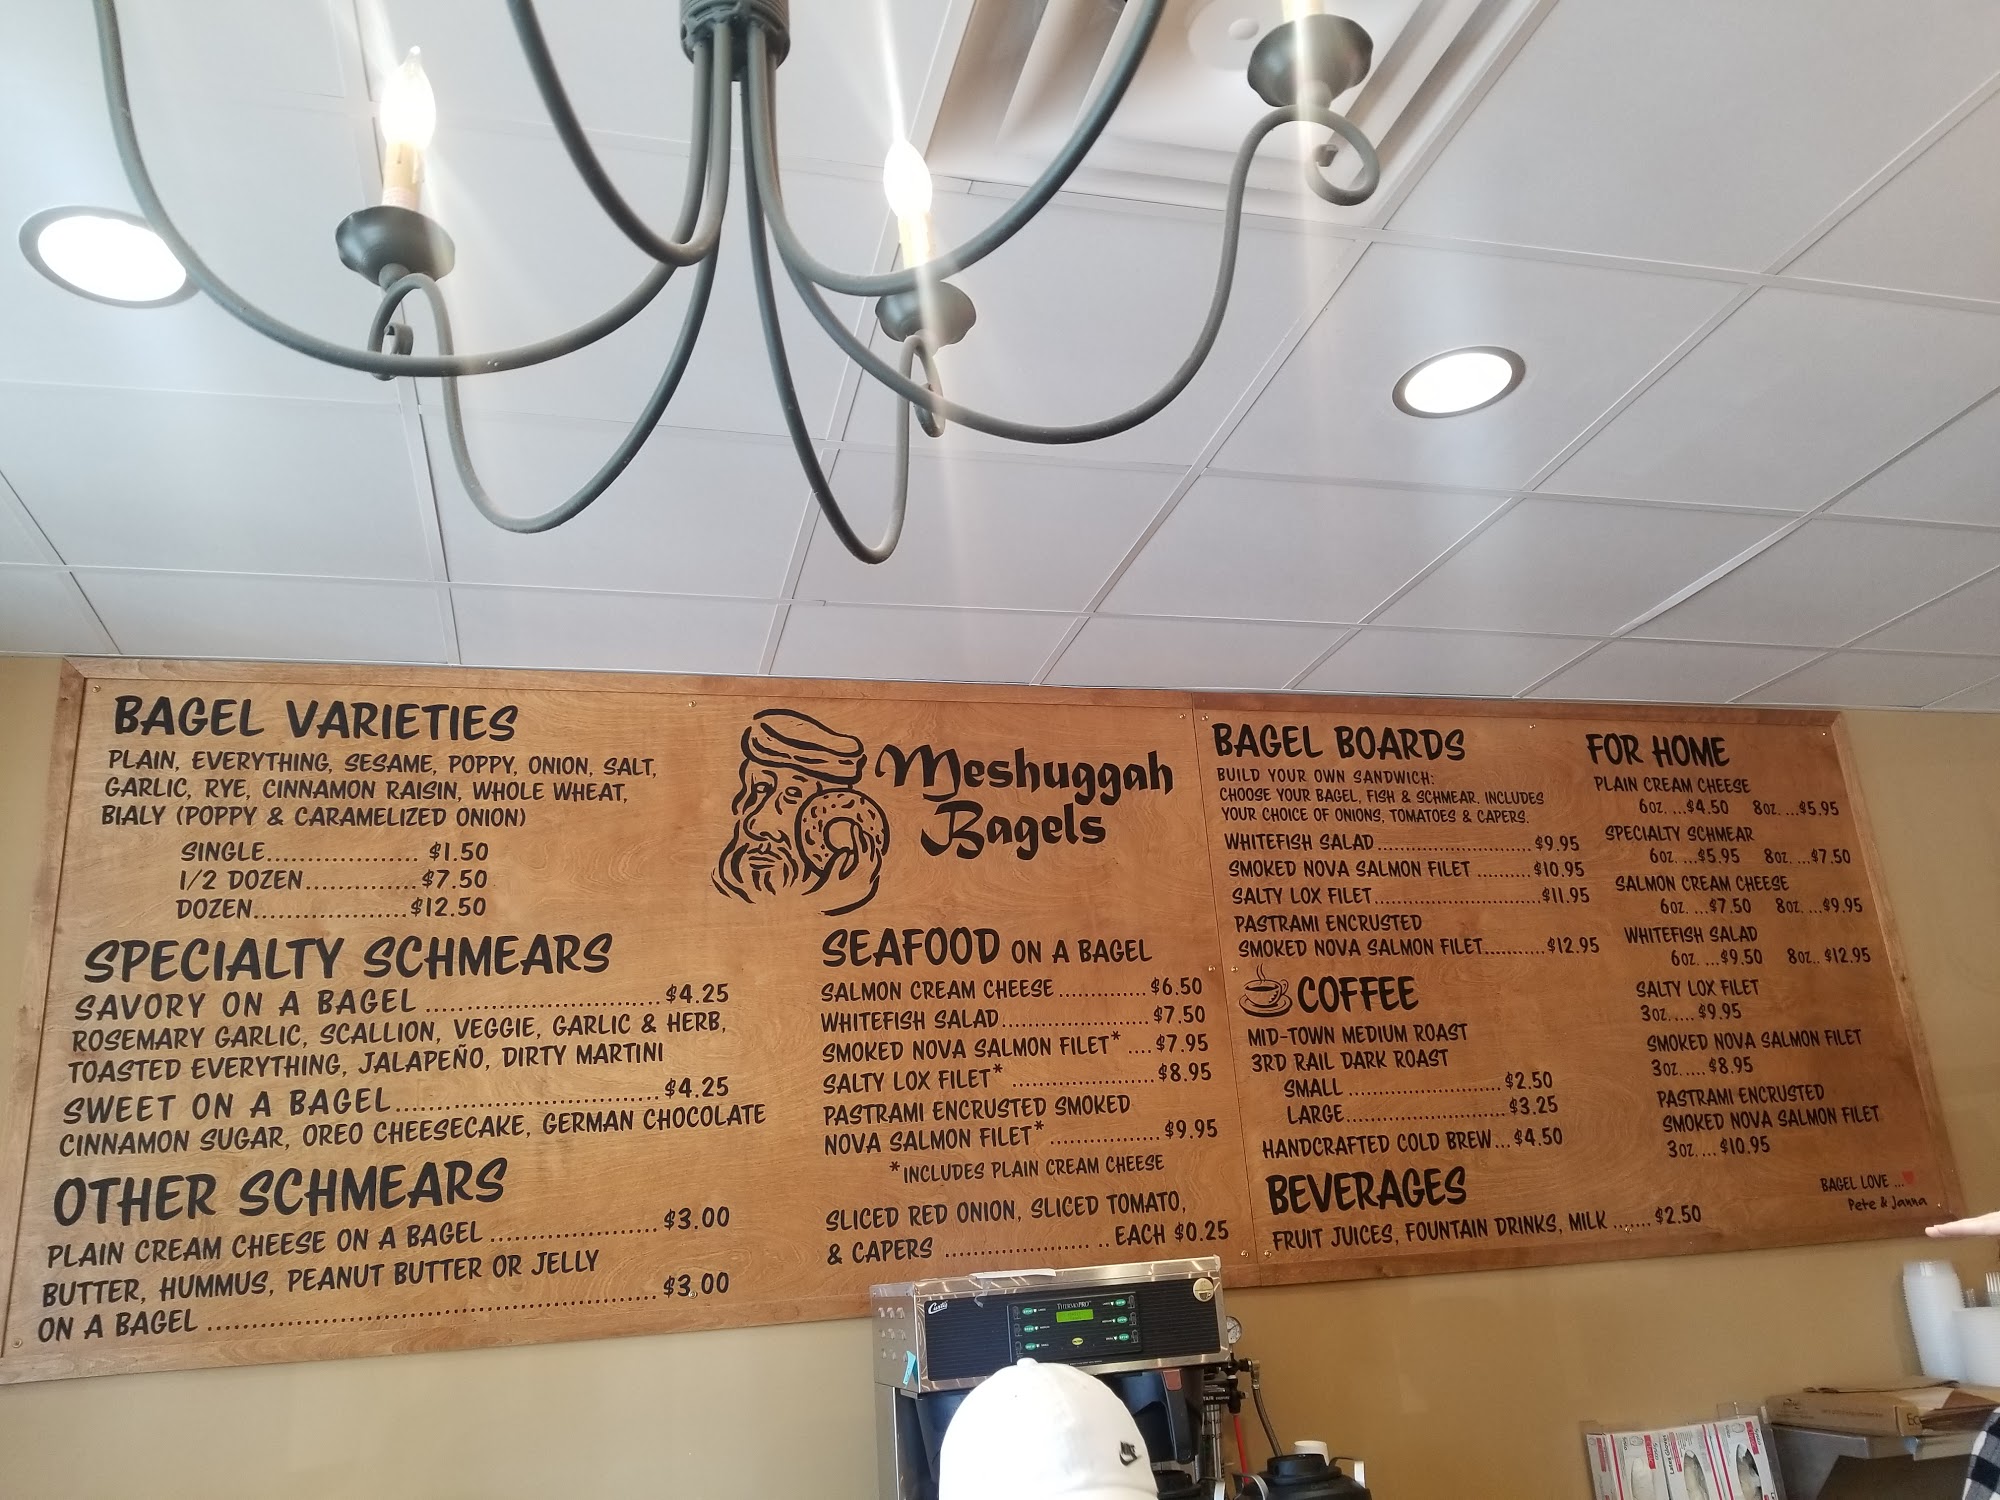 BAGEL VARIETIES
PLAIN, EVERYTHING, SESAME, POPPY, ONION, SALT,
GARLIC, RYE, CINNAMON RAISIN, WHOLE WHEAT,
BIALY (POPPY & CARAMELIZED ONION)
SINGLE.................... $1.50
1/2 DOZEN...............$7.50
DOZEN.....................$12.50
SPECIALTY SCHMEARS
SAVORY ON A BAGEL ..............................$4.25
ROSEMARY GARLIC, SCALLION, VEGGIE, GARLIC & HERB,
TOASTED EVERYTHING, JALAPEÑO, DIRTY MARTINI
SWEET ON A BAGEL..................................$4.25
CINNAMON SUGAR, OREO CHEESECAKE, GERMAN CHOCOLATE
OTHER SCHMEARS
PLAIN CREAM CHEESE ON A BAGEL ......................$3.00
BUTTER, HUMMUS, PEANUT BUTTER OR JELLY
ON A BAGEL ..........................................................$3.00
Meshuggah
Bagels
SEAFOOD ON A BAGEL
SALMON CREAM CHEESE ..............$6.50
WHITEFISH SALAD.......................$7.50
SMOKED NOVA SALMON FILET* ....$7.95
SALTY LOX FILET* .......................$8.95
PASTRAMI ENCRUSTED SMOKED
NOVA SALMON FILET* ..................$9.95
*INCLUDES PLAIN CREAM CHEESE
SLICED RED ONION, SLICED TOMATO,
& CAPERS ...................... .. EACH $0.25
BAGEL BOARDS
BUILD YOUR OWN SANDWICH:
CHOOSE YOUR BAGEL, FISH & SCHMEAR. INCLUDES
YOUR CHOICE OF ONIONS, TOMATOES & CAPERS.
WHITEFISH SALAD..............................$9.95
SMOKED NOVA SALMON FILET .........$10.95
SALTY LOX FILET...............................$11.95
PASTRAMI ENCRUSTED
SMOKED NOVA SALMON FILET...........$12.95
COFFEE
MID-TOWN MEDIUM ROAST
3RD RAIL DARK ROAST
SMALL ..........................$2.50
LARGE..........................$3.25
HANDCRAFTED COLD BREW...$4.50
BEVERAGES
FRUIT JUICES, FOUNTAIN DRINKS, MILK .......$2.50
FOR HOME
PLAIN CREAM CHEESE
6OZ. ...$4.50 8OZ. ...$5.95
SPECIALTY SCHMEAR
6OZ. ...$5.95 8OZ. ...$7.50
SALMON CREAM CHEESE
6OZ. ...$7.50 8OZ. ...$9.95
WHITEFISH SALAD
6OZ. ...$9.50 8OZ.. $12.95
SALTY LOX FILET
3OZ. .... $9.95
SMOKED NOVA SALMON FILET
3OZ. .... $8.95
PASTRAMI ENCRUSTED
SMOKED NOVA SALMON FILET
3OZ. ... $10.95
BAGEL LOVE ...
Pete & Janna
Curtis
THERMOPRO
NIKE